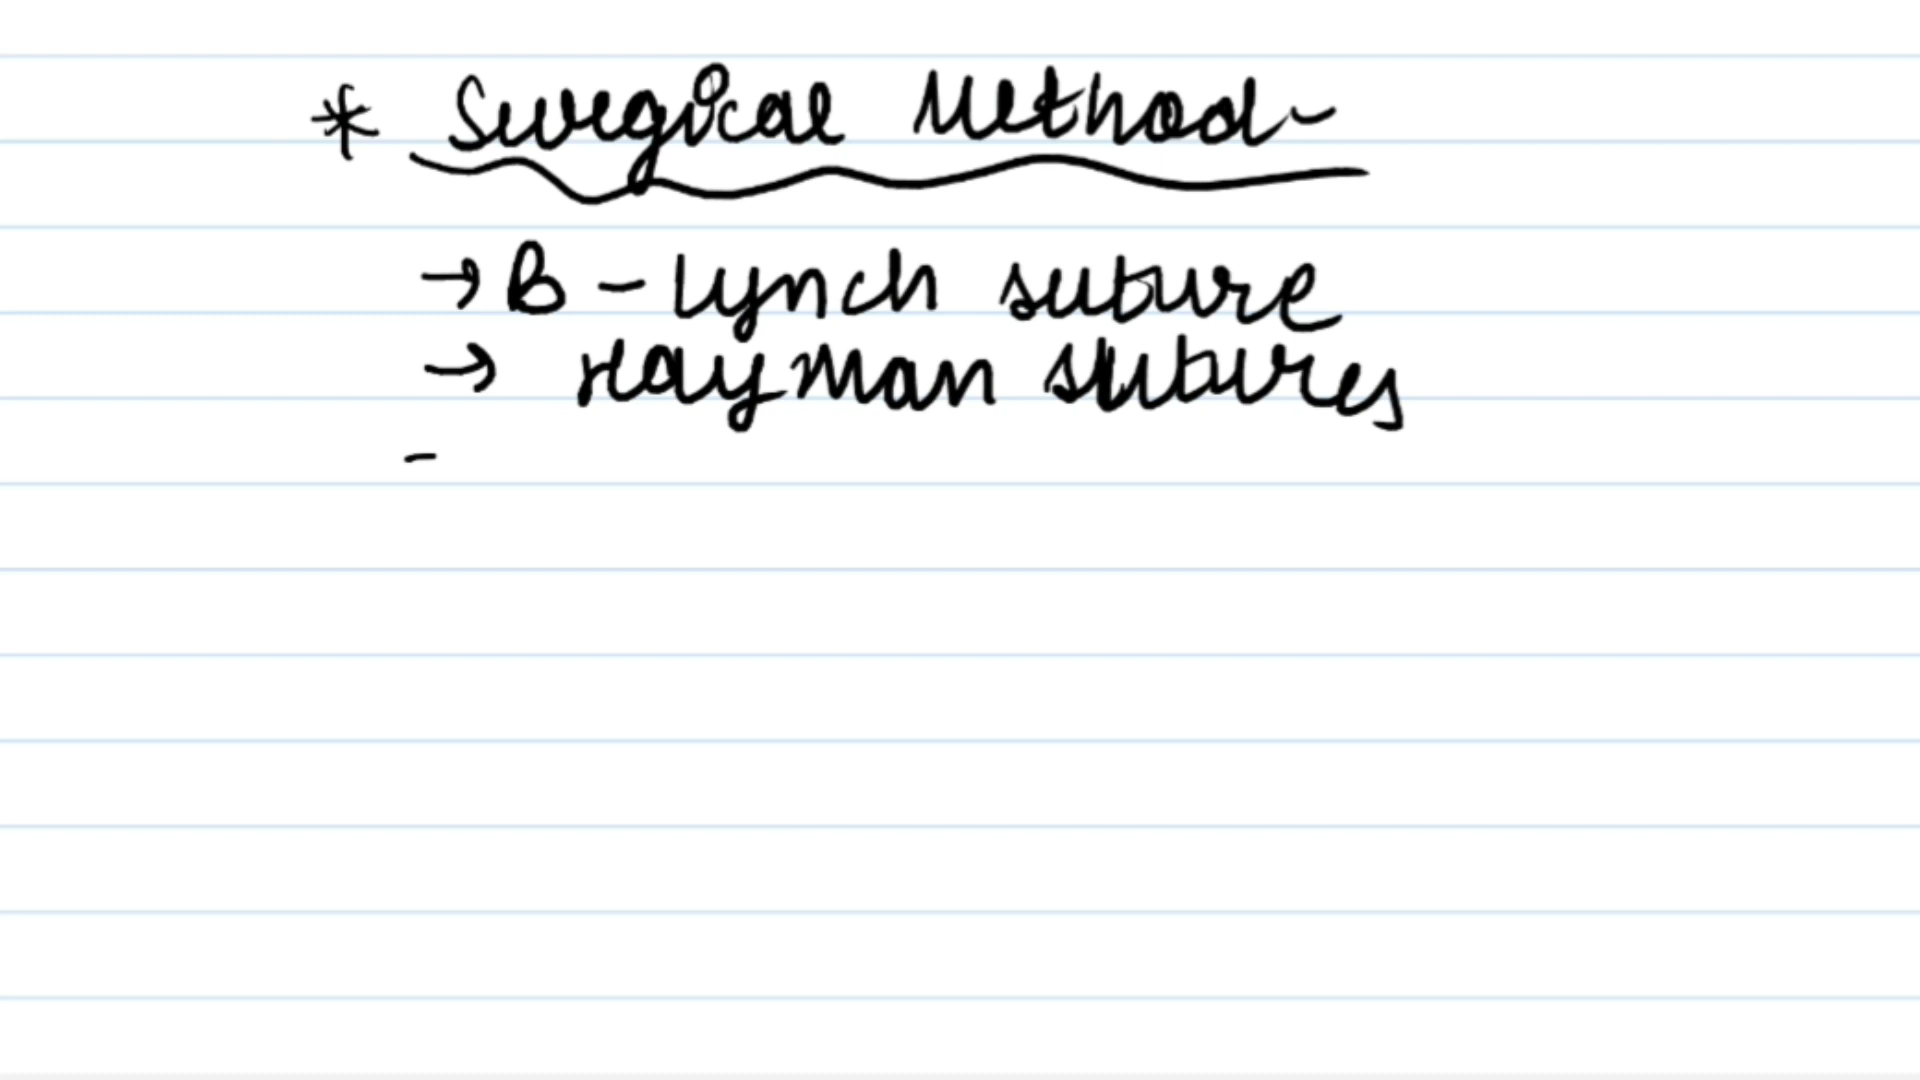 * Surgical Method-
→ B-Lynch suture
→ Hayman sutures
-